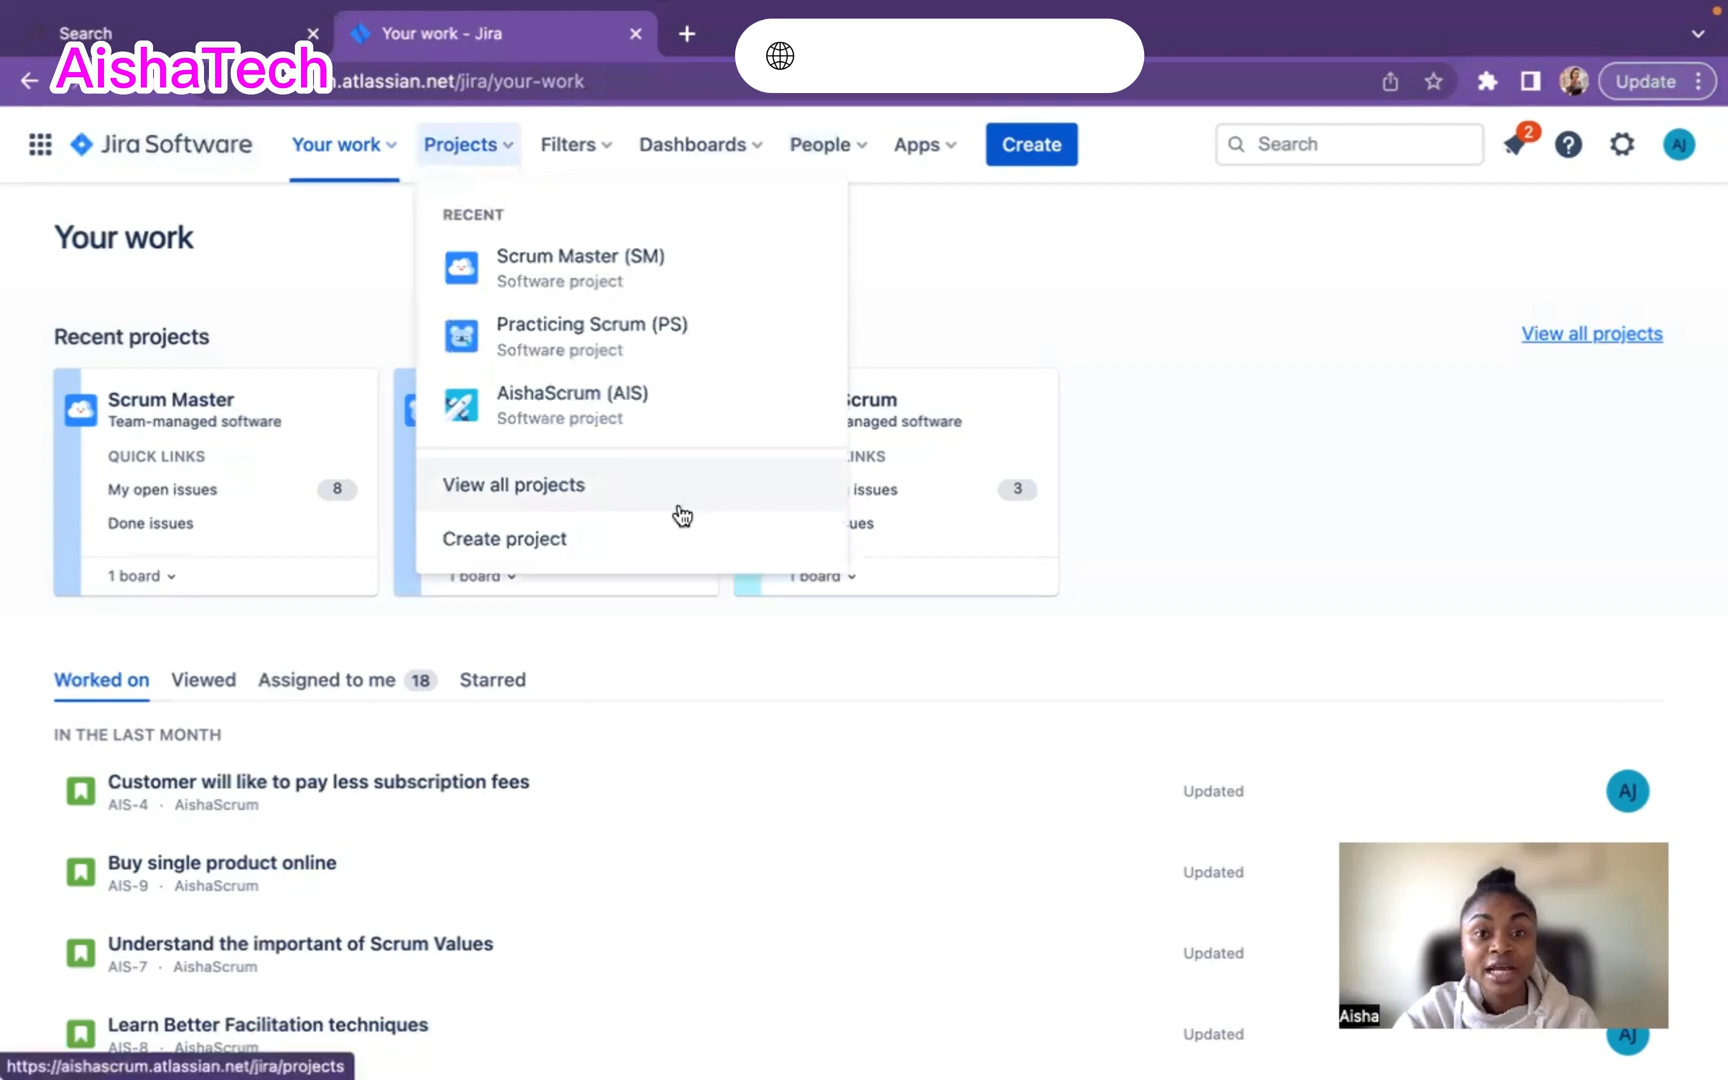 Search
Your work - Jira
AishaTech
.atlassian.net/jira/your-work
Update
Jira Software
Your work
Projects
Filters
Dashboards
People
Apps
Create
Search
2
AJ
Your work
RECENT
Scrum Master (SM)
Software project
Practicing Scrum (PS)
Software project
AishaScrum (AIS)
Software project
View all projects
Create project
Recent projects
View all projects
Scrum Master
Team-managed software
QUICK LINKS
My open issues 8
Done issues
1 board
1 board
Scrum
anaged software
LINKS
issues 3
ues
1 board
Worked on
Viewed
Assigned to me 18
Starred
IN THE LAST MONTH
Customer will like to pay less subscription fees
AIS-4 · AishaScrum
Updated
AJ
Buy single product online
AIS-9 · AishaScrum
Updated
Understand the important of Scrum Values
AIS-7 · AishaScrum
Updated
Learn Better Facilitation techniques
AIS-8 AishaScrum
Updated
AJ
Aisha
https://aishascrum.atlassian.net/jira/projects